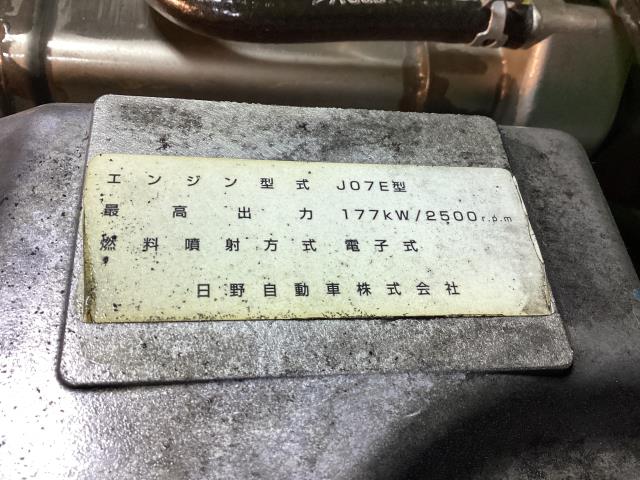 エンジン型式 J07E型
最高出力 177kW/2500r.p.m
燃料噴射方式 電子式
日野自動車株式会社